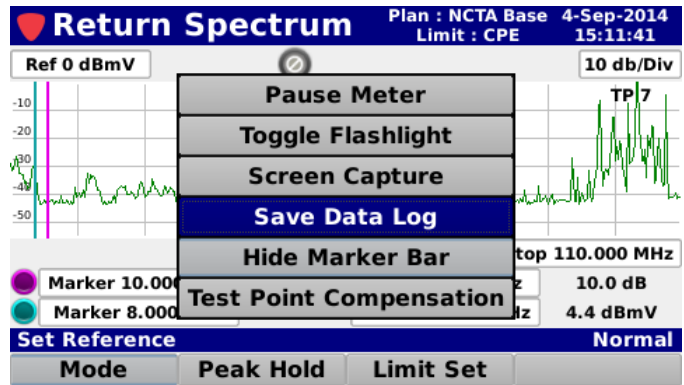 Return Spectrum
Plan : NCTA Base 4-Sep-2014
Limit : CPE 15:11:41
Ref 0 dBmV
10 db/Div
TP 7
-10
-20
-30
-40
-50
Pause Meter
Toggle Flashlight
Screen Capture
Save Data Log
Hide Marker Bar
Test Point Compensation
top 110.000 MHz
Marker 10.00
z
10.0 dB
Marker 8.000
Hz
4.4 dBmV
Set Reference
Normal
Mode
Peak Hold
Limit Set